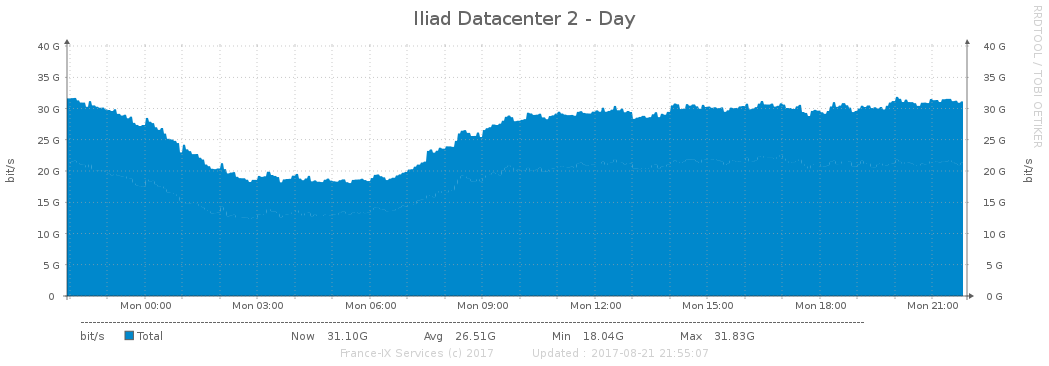 Iliad Datacenter 2 - Day
RRDTOOL / TOBI OETIKER
bit/s
40 G 40 G
35 G 35 G
30 G 30 G
25 G 25 G
20 G 20 G
15 G 15 G
10 G 10 G
5 G 5 G
0 0 G
bit/s
Mon 00:00 Mon 03:00 Mon 06:00 Mon 09:00 Mon 12:00 Mon 15:00 Mon 18:00 Mon 21:00
bit/s Total Now 31.10G Avg 26.51G Min 18.04G Max 31.83G
France-IX Services (c) 2017 Updated : 2017-08-21 21:55:07